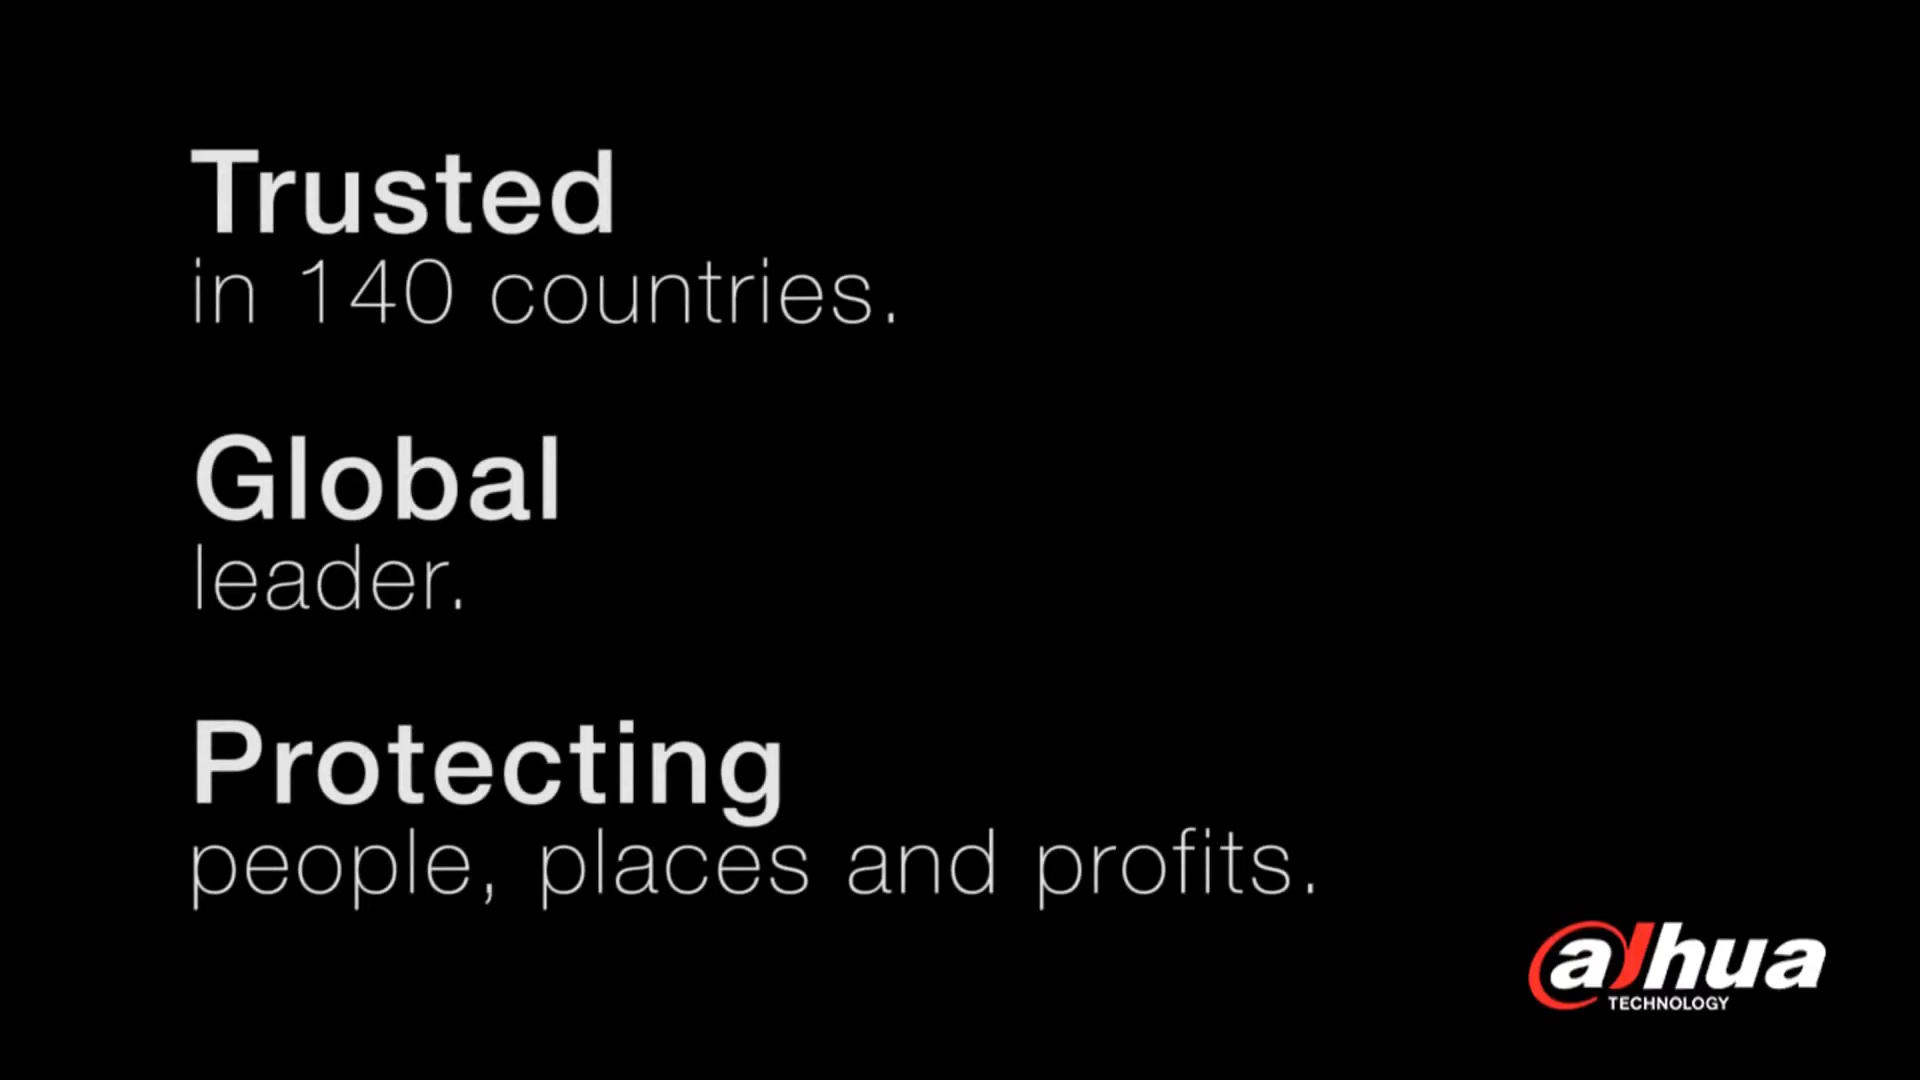 Trusted
in 140 countries.
Global
leader.
Protecting
people, places and profits.
alhua
TECHNOLOGY